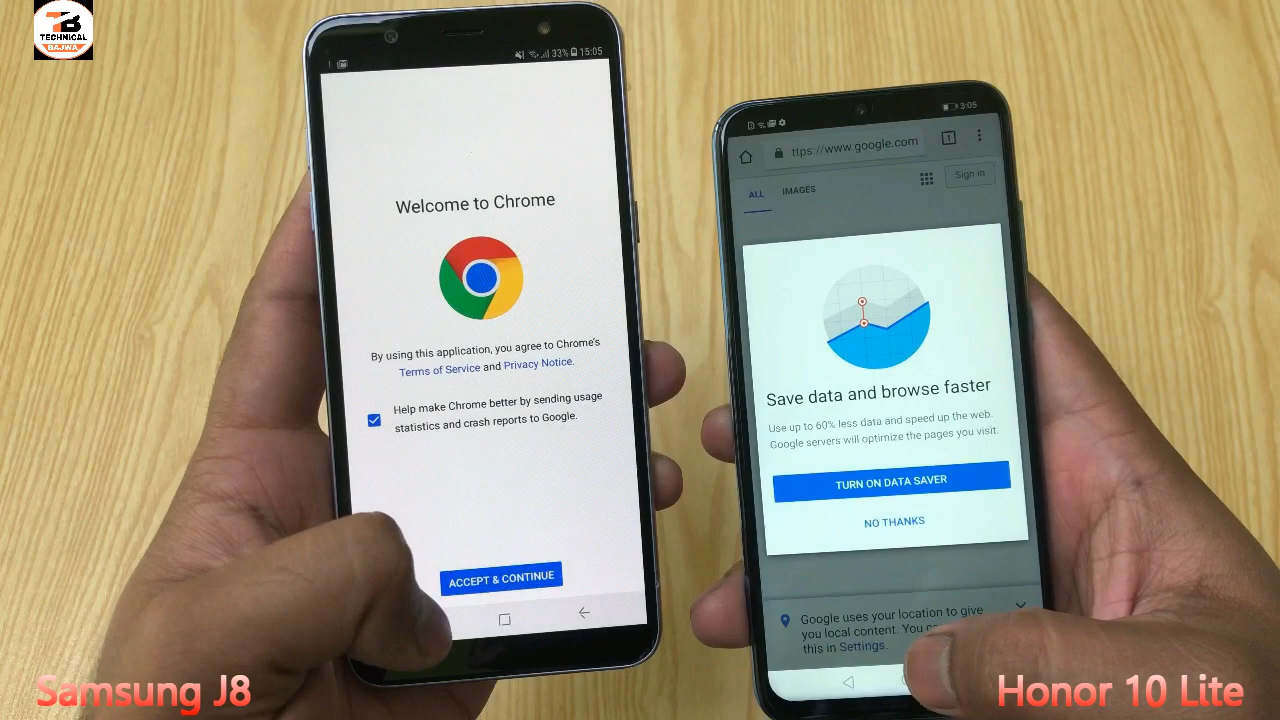 TB
TECHNICAL
BAJWA
33% 15:05
Welcome to Chrome
By using this application, you agree to Chrome's
Terms of Service and Privacy Notice.
Help make Chrome better by sending usage
statistics and crash reports to Google.
ACCEPT & CONTINUE
Samsung J8
3:05
ttps://www.google.com
1
ALL IMAGES
Sign in
Save data and browse faster
Use up to 60% less data and speed up the web.
Google servers will optimize the pages you visit.
TURN ON DATA SAVER
NO THANKS
Google uses your location to give
you local content. You
this in Settings.
Honor 10 Lite